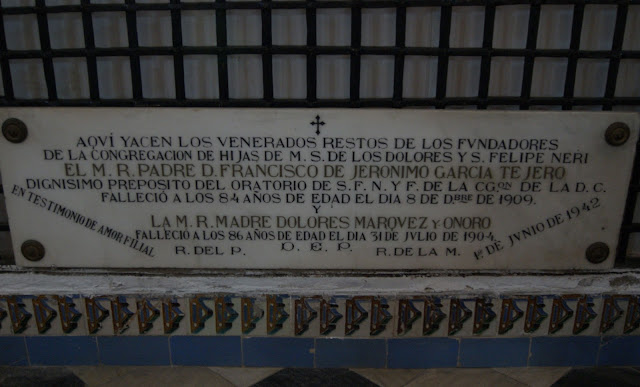 AQVI YACEN LOS VENERADOS RESTOS DE LOS FVNDADORES
DE LA CONGREGACION DE HIJAS DE M. S. DE LOS DOLORES Y S. FELIPE NERI
EL M. R. PADRE D. FRANCISCO DE JERONIMO GARCIA TEJERO
DIGNISIMO PREPOSITO DEL ORATORIO DE S. F. N. Y F. DE LA CGON DE LA D. C.
FALLECIO A LOS 84 AÑOS DE EDAD EL DIA 8 DE DBRE DE 1909.
Y
LA M. R. MADRE DOLORES MARQVEZ Y OÑORO
FALLECIO A LOS 86 AÑOS DE EDAD EL DIA 31 DE JVLIO DE 1904.
D. E. P.
EN TESTIMONIO DE AMOR FILIAL
R. DEL P.
R. DE LA M.
1º DE JVNIO DE 1942